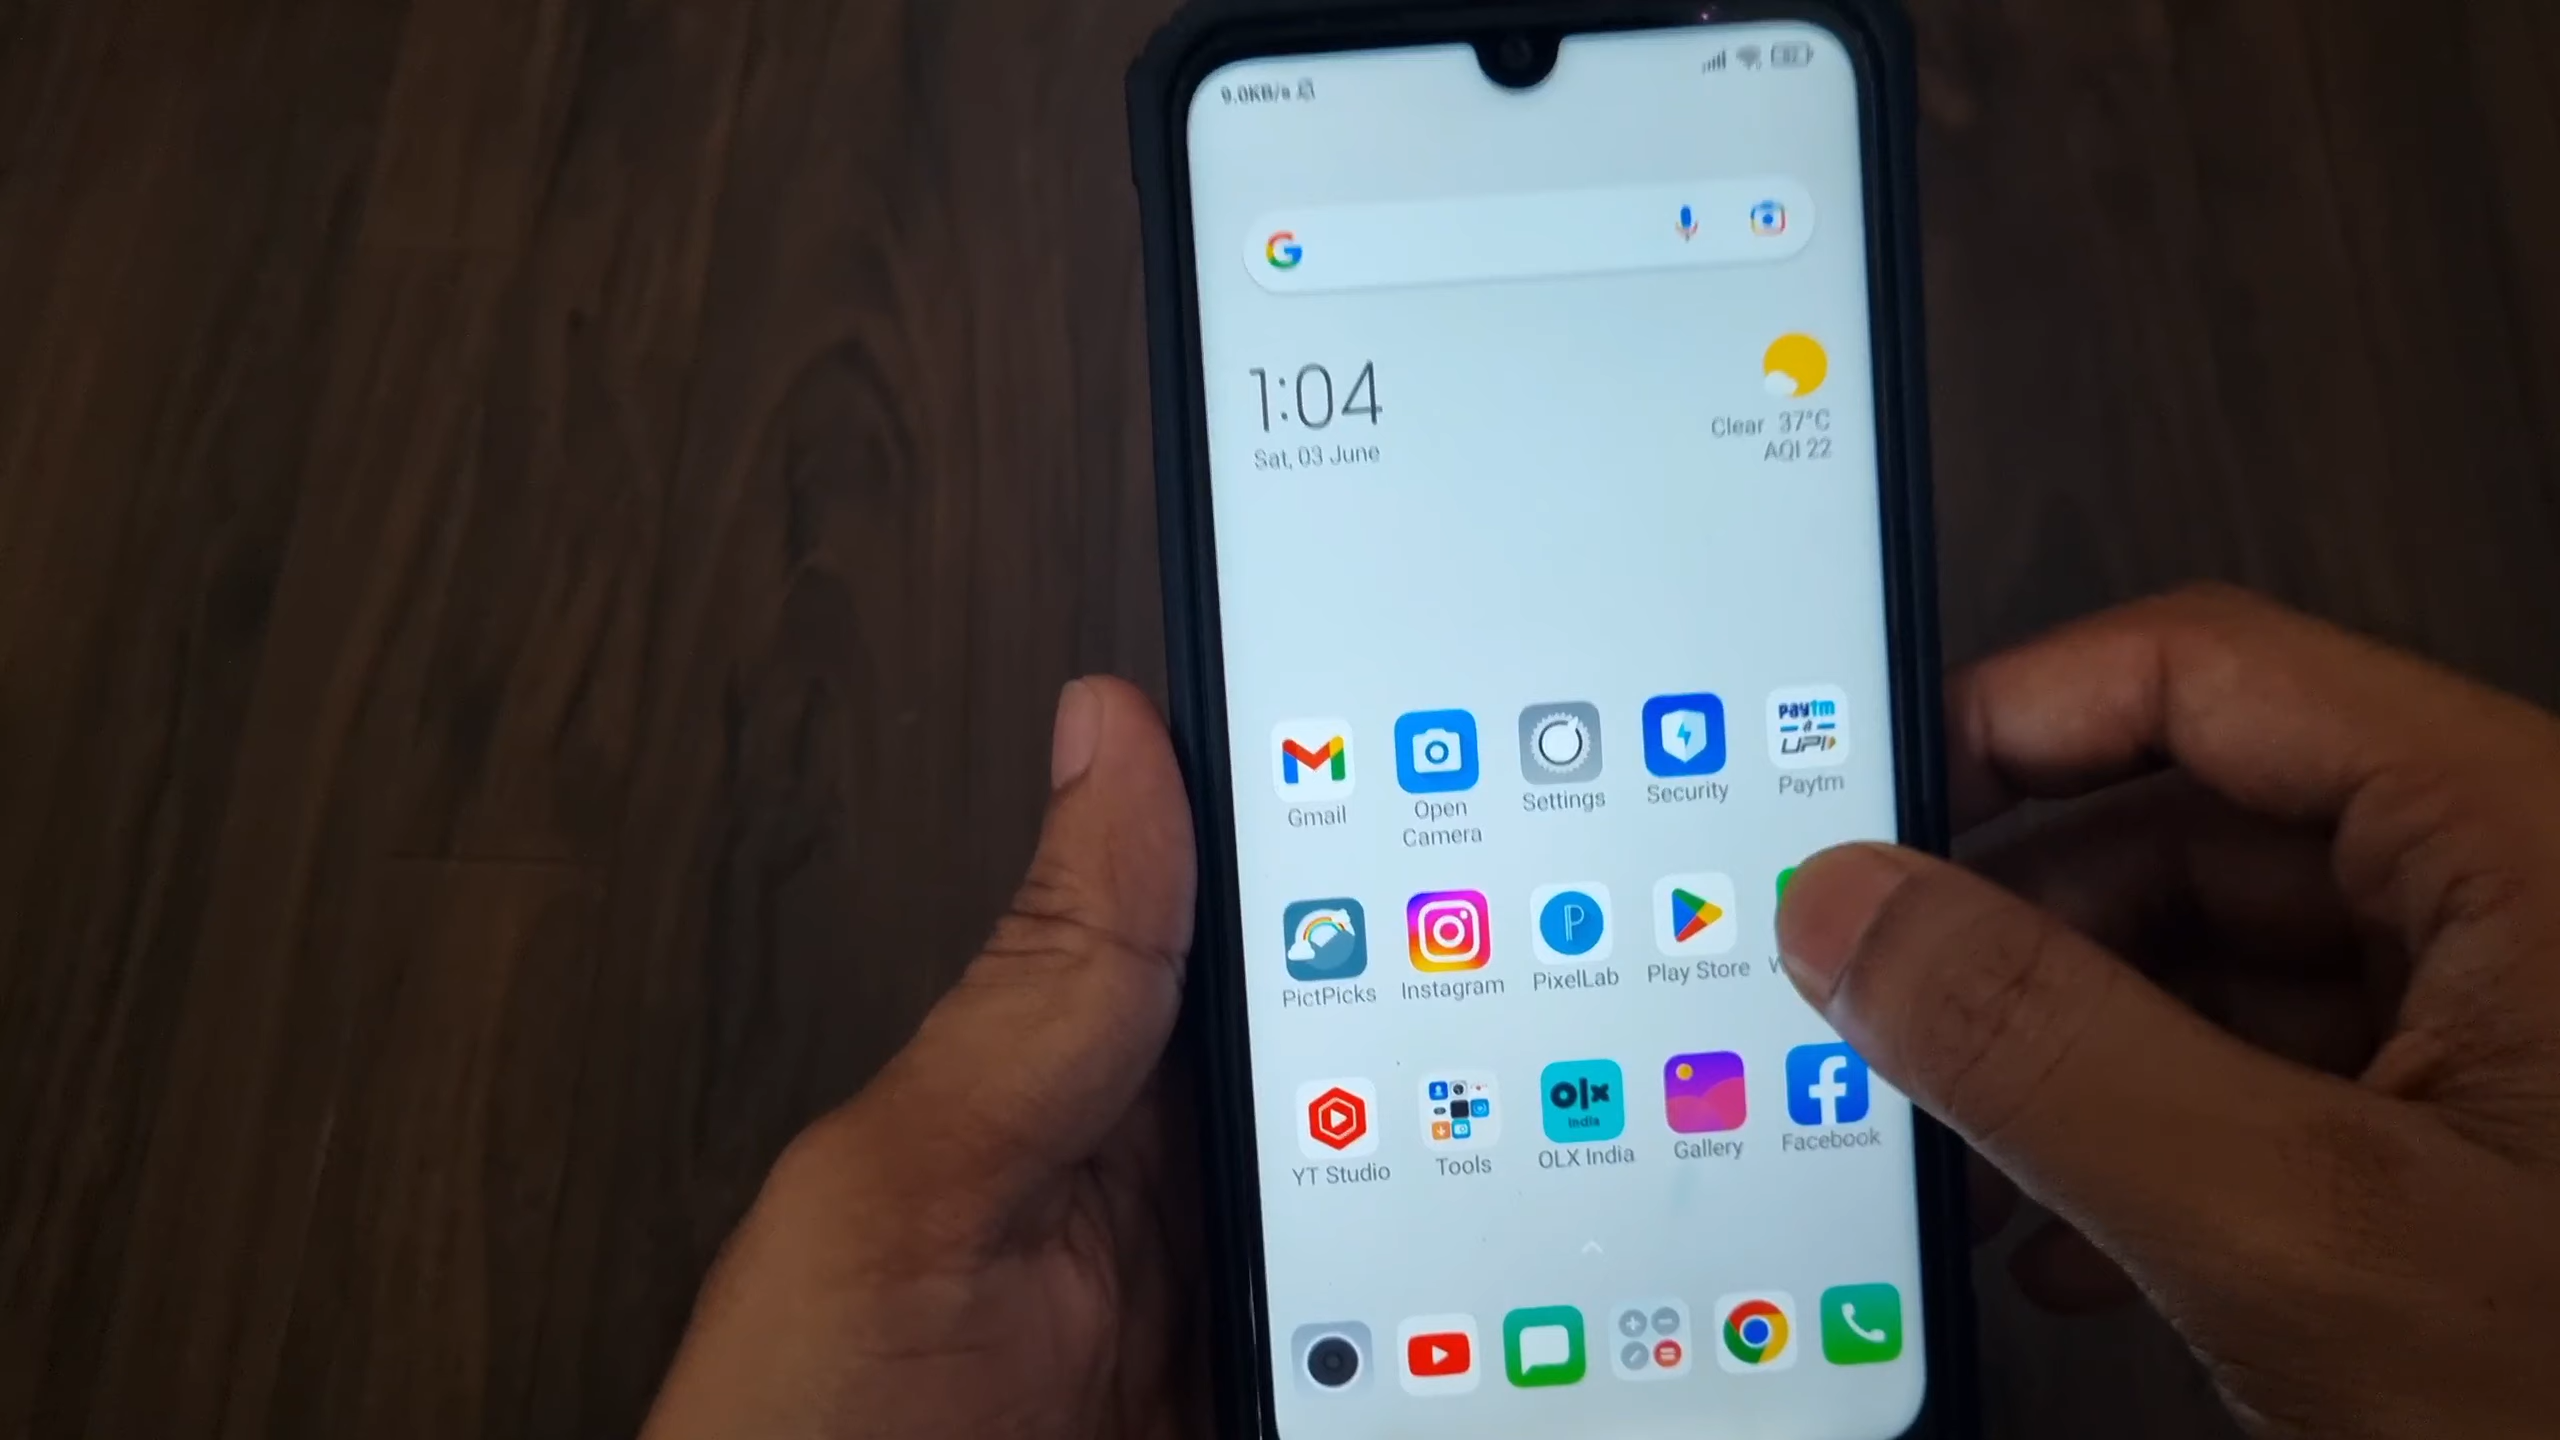 9.0KB/s
1:04
Sat, 03 June
Clear 37°C
AQI 22
paytm
UPI
Gmail
Open
Camera
Settings
Security
Paytm
PictPicks
Instagram
PixelLab
Play Store
YT Studio
Tools
olx
india
OLX India
Gallery
Facebook